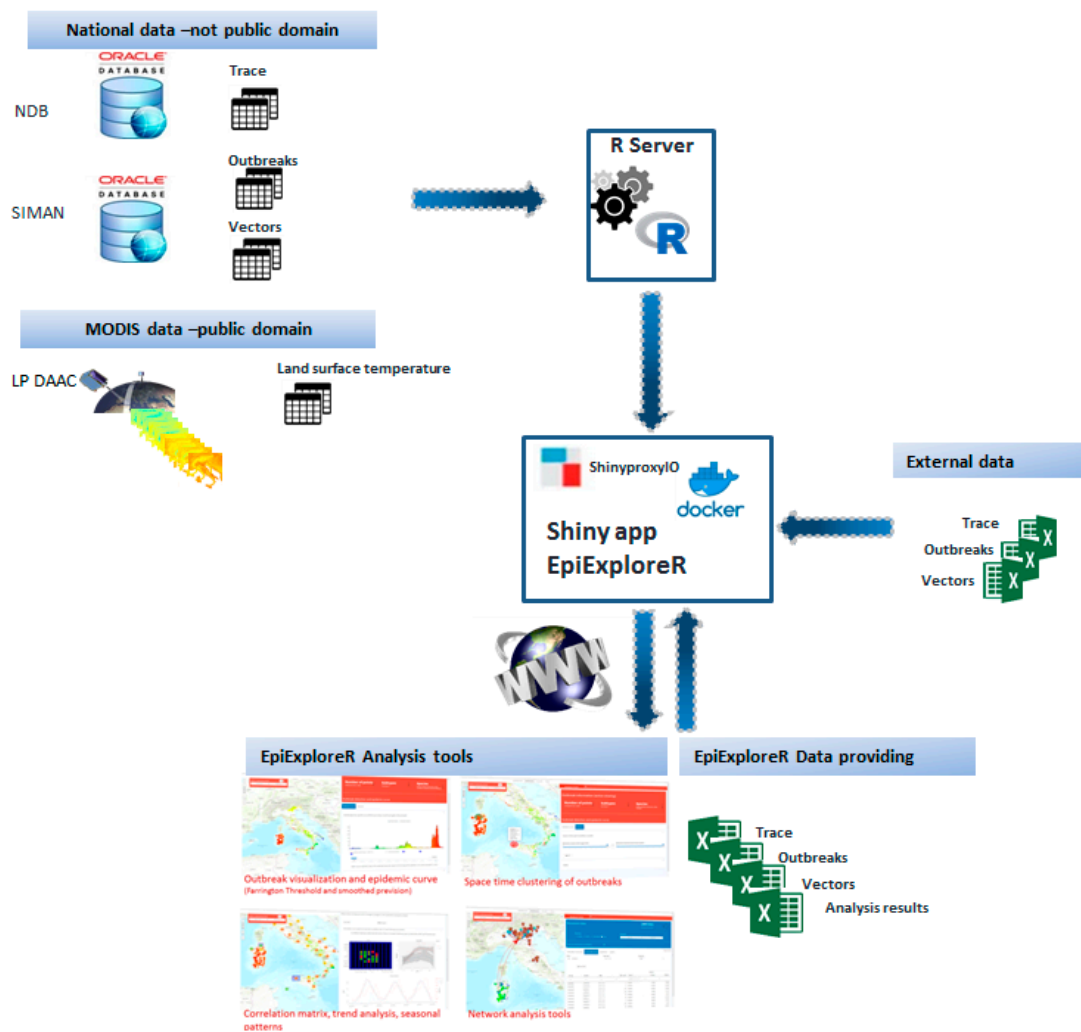 National data –not public domain
ORACLE
DATABASE
NDB
Trace
ORACLE
DATABASE
SIMAN
Outbreaks
Vectors
R Server
R
MODIS data –public domain
LP DAAC
Land surface temperature
ShinyproxyIO
docker
Shiny app
EpiExploreR
External data
Trace
Outbreaks
Vectors
X
X
X
WWW
EpiExploreR Analysis tools
Outbreak visualization and epidemic curve
(Farrington Threshold and smoothed prevision)
Space time clustering of outbreaks
Correlation matrix, trend analysis, seasonal
patterns
Network analysis tools
EpiExploreR Data providing
X
X
X
X
Trace
Outbreaks
Vectors
Analysis results